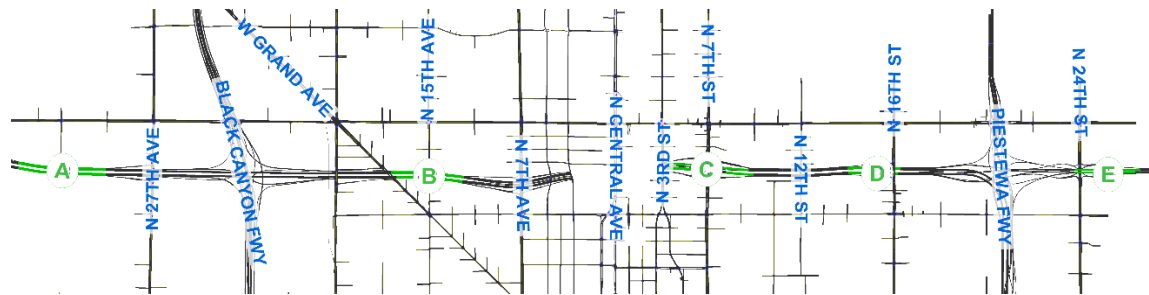 W GRAND AVE
N 15TH AVE
N 7TH ST
N 19TH ST
N 24TH ST
BLACK CANYON FWY
N 27TH AVE
N 7TH AVE
N CENTRAL AVE
N 3RD ST
N 12TH ST
PIESTEWA FWY
A
B
C
D
E